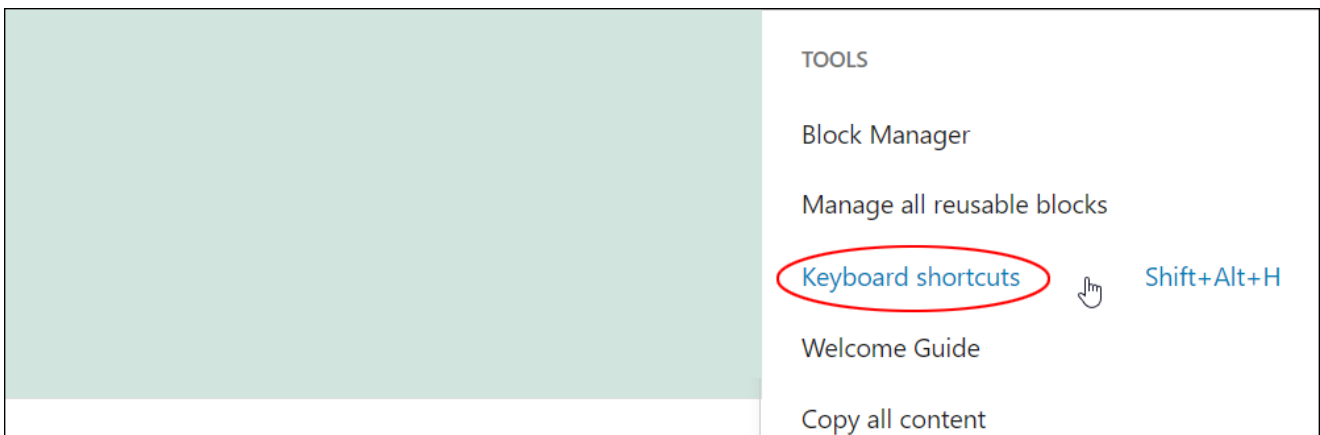 TOOLS
Block Manager
Manage all reusable blocks
Keyboard shortcuts Shift+Alt+H
Welcome Guide
Copy all content